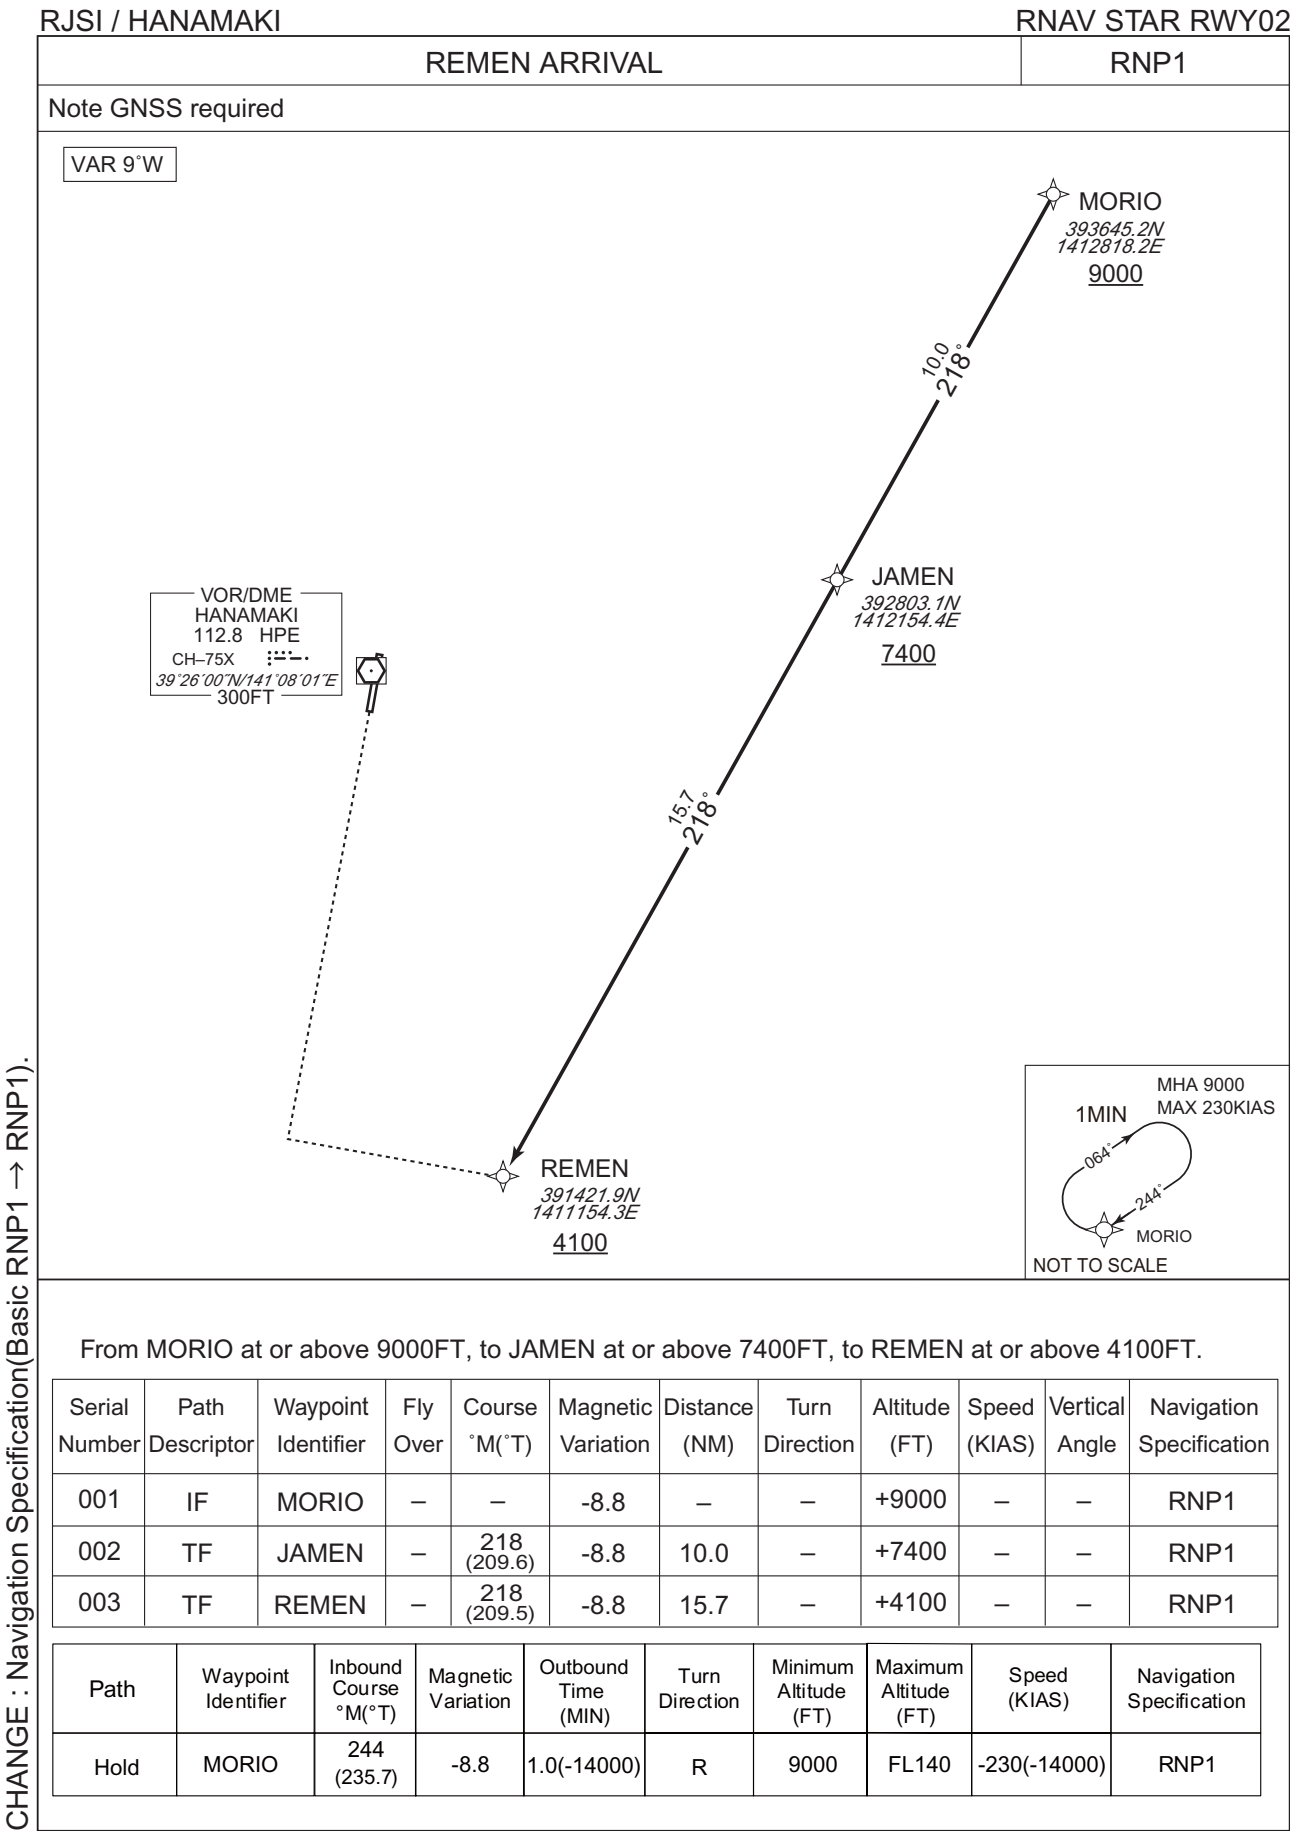 RJSI / HANAMAKI RNAV STAR RWY02
REMEN ARRIVAL RNP1
Note GNSS required
VAR 9˚W
MORIO
393645.2N
1412818.2E
9000
10.0
218˚
JAMEN
392803.1N
1412154.4E
7400
VOR/DME
HANAMAKI
112.8 HPE
CH–75X
39˚26´00˝N/141˚08´01˝E
300FT
15.7
218˚
REMEN
391421.9N
1411154.3E
4100
MHA 9000
MAX 230KIAS
1MIN
064˚
244˚
MORIO
NOT TO SCALE
From MORIO at or above 9000FT, to JAMEN at or above 7400FT, to REMEN at or above 4100FT.
Serial Path Waypoint Fly Course Magnetic Distance Turn Altitude Speed Vertical Navigation
Number Descriptor Identifier Over ˚M(˚T) Variation (NM) Direction (FT) (KIAS) Angle Specification
001 IF MORIO – – -8.8 – – +9000 – – RNP1
002 TF JAMEN – 218 (209.6) -8.8 10.0 – +7400 – – RNP1
003 TF REMEN – 218 (209.5) -8.8 15.7 – +4100 – – RNP1
Path Waypoint Identifier Inbound Course °M(°T) Magnetic Variation Outbound Time (MIN) Turn Direction Minimum Altitude (FT) Maximum Altitude (FT) Speed (KIAS) Navigation Specification
Hold MORIO 244 (235.7) -8.8 1.0(-14000) R 9000 FL140 -230(-14000) RNP1
CHANGE : Navigation Specification(Basic RNP1 → RNP1).